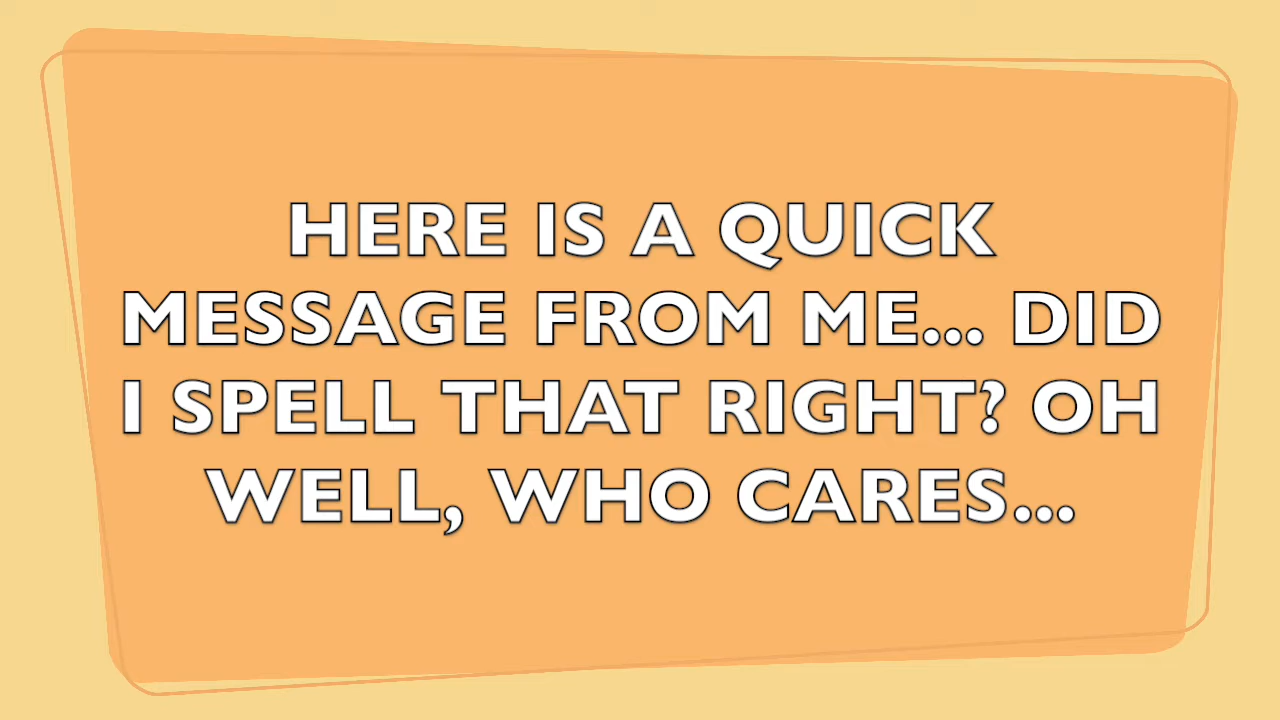 HERE IS A QUICK
MESSAGE FROM ME... DID
I SPELL THAT RIGHT? OH
WELL, WHO CARES...